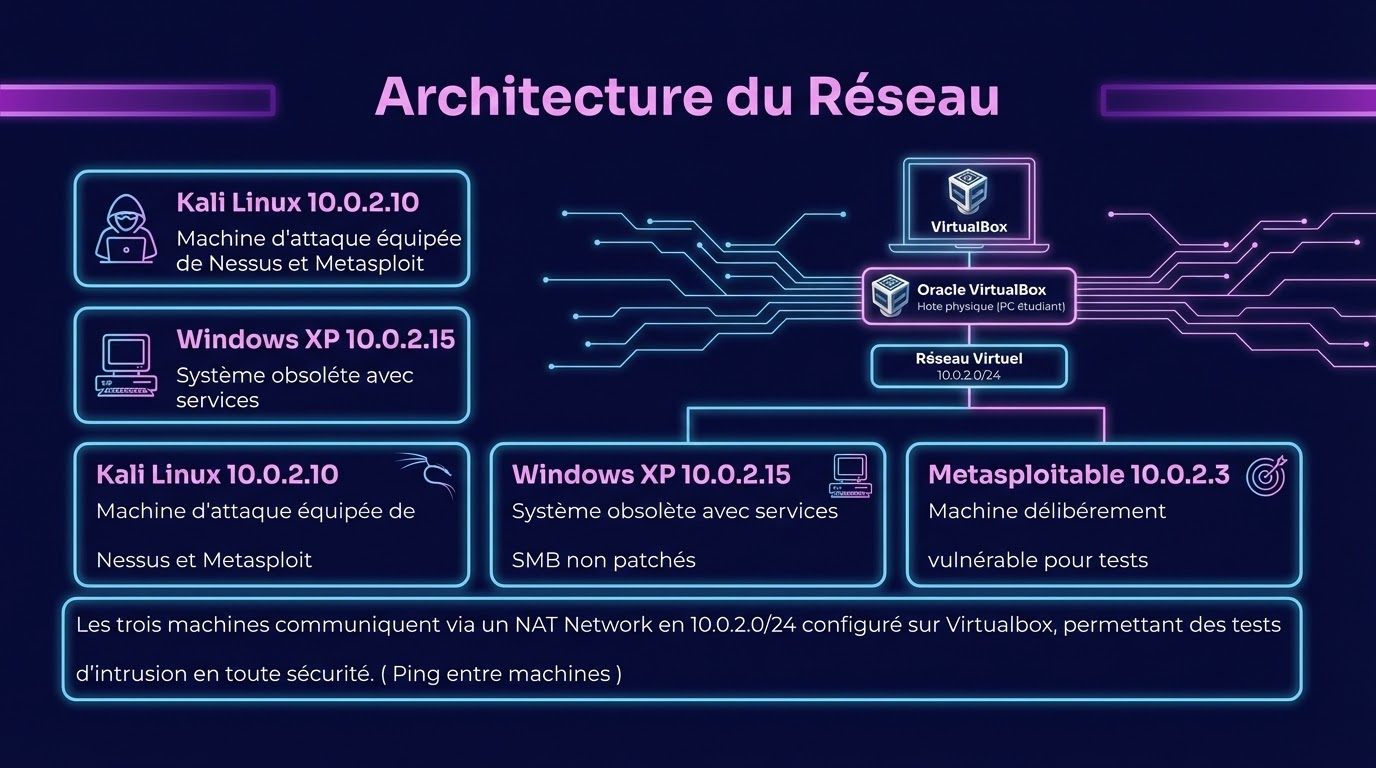 Architecture du Réseau
Kali Linux 10.0.2.10
Machine d'attaque équipée
de Nessus et Metasploit
Windows XP 10.0.2.15
Système obsoléte avec
services
VirtualBox
Oracle VirtualBox
Hote physique (PC étudiant)
Réseau Virtuel
10.0.2.0/24
Kali Linux 10.0.2.10
Machine d'attaque équipée de
Nessus et Metasploit
Windows XP 10.0.2.15
Système obsolète avec services
SMB non patchés
Metasploitable 10.0.2.3
Machine délibérement
vulnérable pour tests
Les trois machines communiquent via un NAT Network en 10.0.2.0/24 configuré sur Virtualbox, permettant des tests
d'intrusion en toute sécurité. ( Ping entre machines )